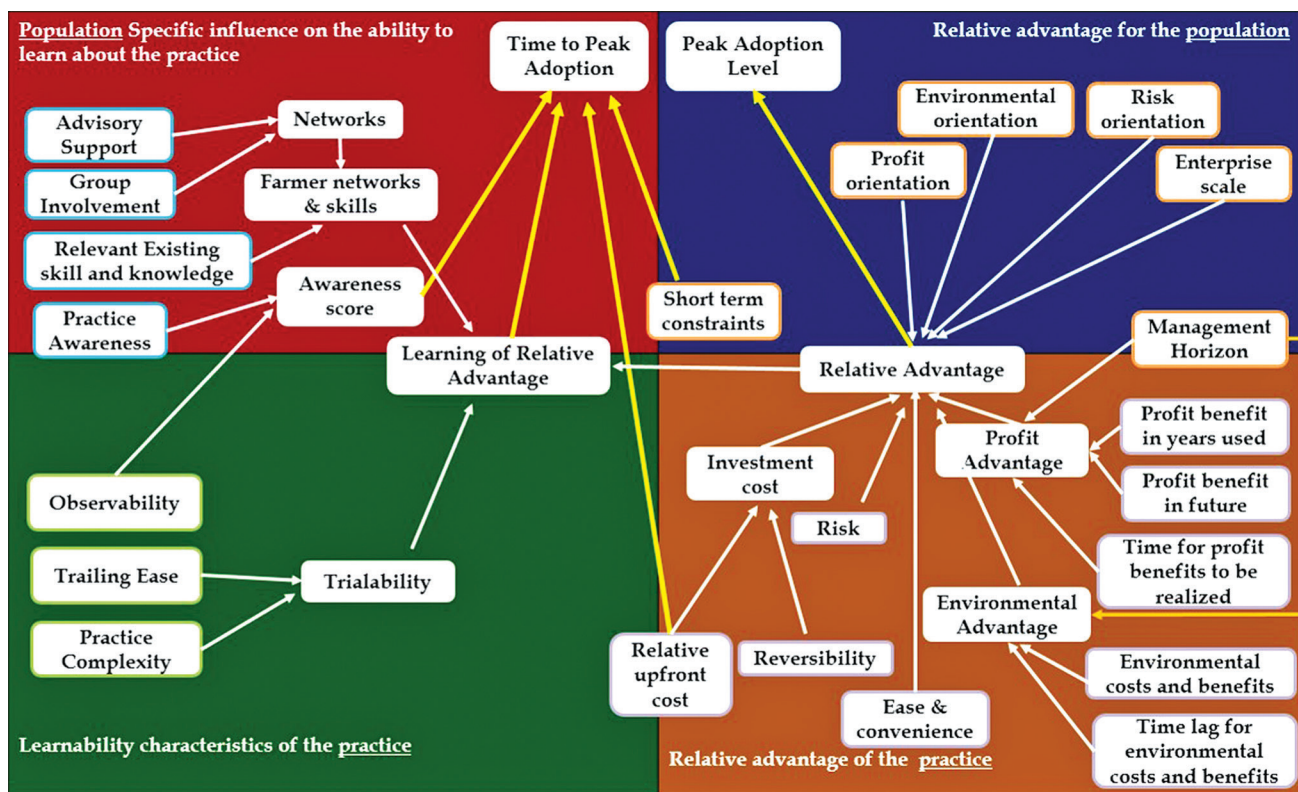 Population Specific influence on the ability to
learn about the practice
Time to Peak
Adoption
Advisory
Support
Networks
Group
Involvement
Farmer networks
& skills
Relevant Existing
skill and knowledge
Awareness
score
Practice
Awareness
Peak Adoption
Level
Relative advantage for the population
Environmental
orientation
Risk
orientation
Profit
orientation
Enterprise
scale
Short term
constraints
Management
Horizon
Learning of Relative
Advantage
Relative Advantage
Observability
Trailing Ease
Trialability
Practice
Complexity
Learnability characteristics of the practice
Profit
Advantage
Profit benefit
in years used
Investment
cost
Profit benefit
in future
Risk
Time for profit
benefits to be
realized
Environmental
Advantage
Relative
upfront
cost
Reversibility
Environmental
costs and benefits
Ease &
convenience
Time lag for
environmental
costs and benefits
Relative advantage of the practice